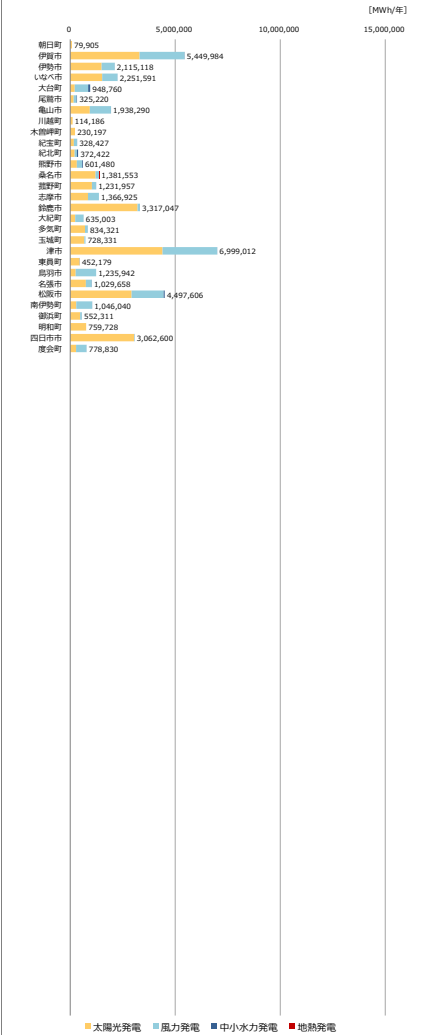 [MWh/年]
0 5,000,000 10,000,000 15,000,000
朝日町 79,905
伊賀市 5,449,984
伊勢市 2,115,118
いなべ市 2,251,591
大台町 948,760
尾鷲市 325,220
亀山市 1,938,290
川越町 114,186
木曽岬町 230,197
紀宝町 328,427
紀北町 372,422
熊野市 601,480
桑名市 1,381,553
菰野町 1,231,957
志摩市 1,366,925
鈴鹿市 3,317,047
大紀町 635,003
多気町 834,321
玉城町 728,331
津市 6,999,012
東員町 452,179
鳥羽市 1,235,942
名張市 1,029,658
松阪市 4,497,606
南伊勢町 1,046,040
御浜町 552,311
明和町 759,728
四日市市 3,062,600
度会町 778,830
太陽光発電 風力発電 中小水力発電 地熱発電